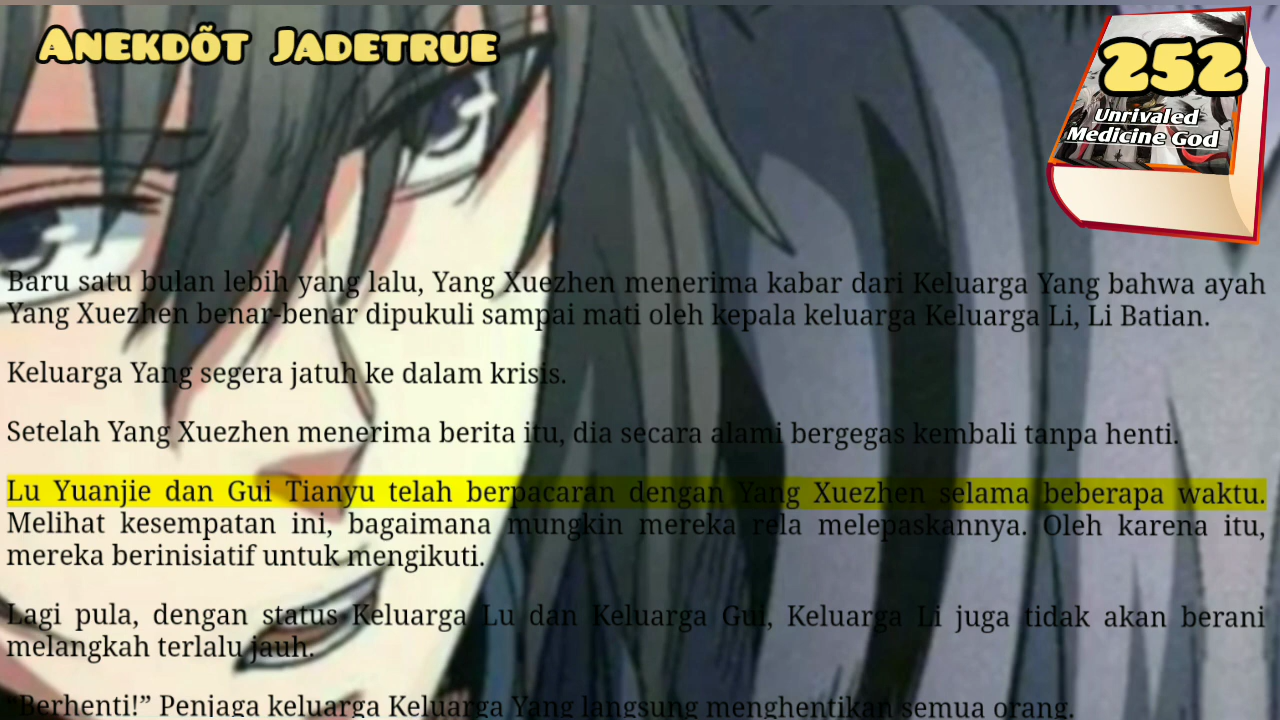 Anekdõt Jadetrue
252
Unrivaled
Medicine God
Baru satu bulan lebih yang lalu, Yang Xuezhen menerima kabar dari Keluarga Yang bahwa ayah
Yang Xuezhen benar-benar dipukuli sampai mati oleh kepala keluarga Keluarga Li, Li Batian.
Keluarga Yang segera jatuh ke dalam krisis.
Setelah Yang Xuezhen menerima berita itu, dia secara alami bergegas kembali tanpa henti.
Lu Yuanjie dan Gui Tianyu telah berpacaran dengan Yang Xuezhen selama beberapa waktu.
Melihat kesempatan ini, bagaimana mungkin mereka rela melepaskannya. Oleh karena itu,
mereka berinisiatif untuk mengikuti.
Lagi pula, dengan status Keluarga Lu dan Keluarga Gui, Keluarga Li juga tidak akan berani
melangkah terlalu jauh.
“Berhenti!” Penjaga keluarga Keluarga Yang langsung menghentikan semua orang.